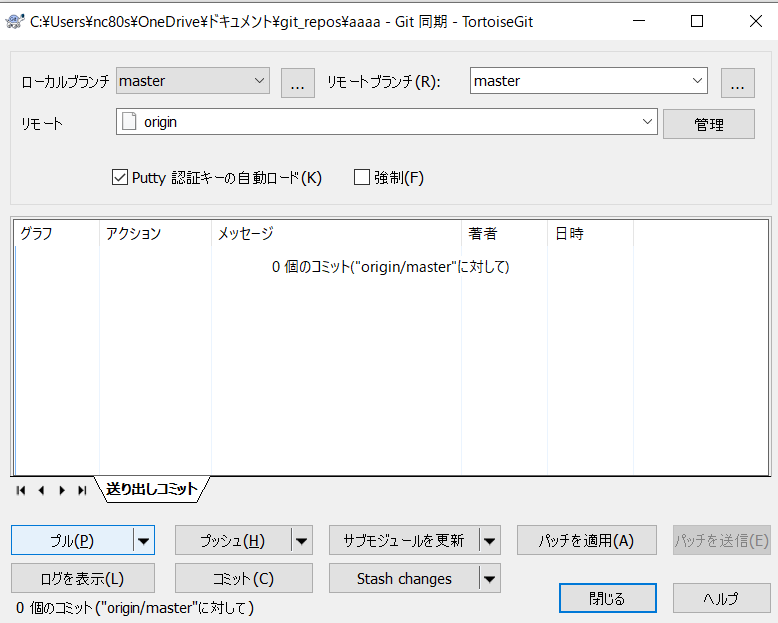 C:¥Users¥nc80s¥OneDrive¥ドキュメント¥git_repos¥aaaa - Git 同期 - TortoiseGit
ローカルブランチ master ... リモートブランチ(R): master ...
リモート origin 管理
Putty 認証キーの自動ロード(K) 強制(F)
グラフ アクション メッセージ 著者 日時
0 個のコミット("origin/master"に対して)
送り出しコミット
プル(P) プッシュ(H) サブモジュールを更新 パッチを適用(A) パッチを送信(E)
ログを表示(L) コミット(C) Stash changes
閉じる ヘルプ
0 個のコミット("origin/master"に対して)